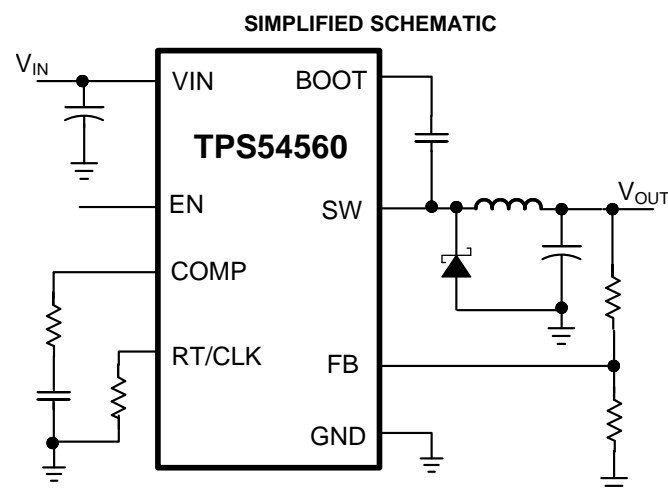 SIMPLIFIED SCHEMATIC
VIN
VIN
BOOT
TPS54560
EN
SW
VOUT
COMP
RT/CLK
FB
GND